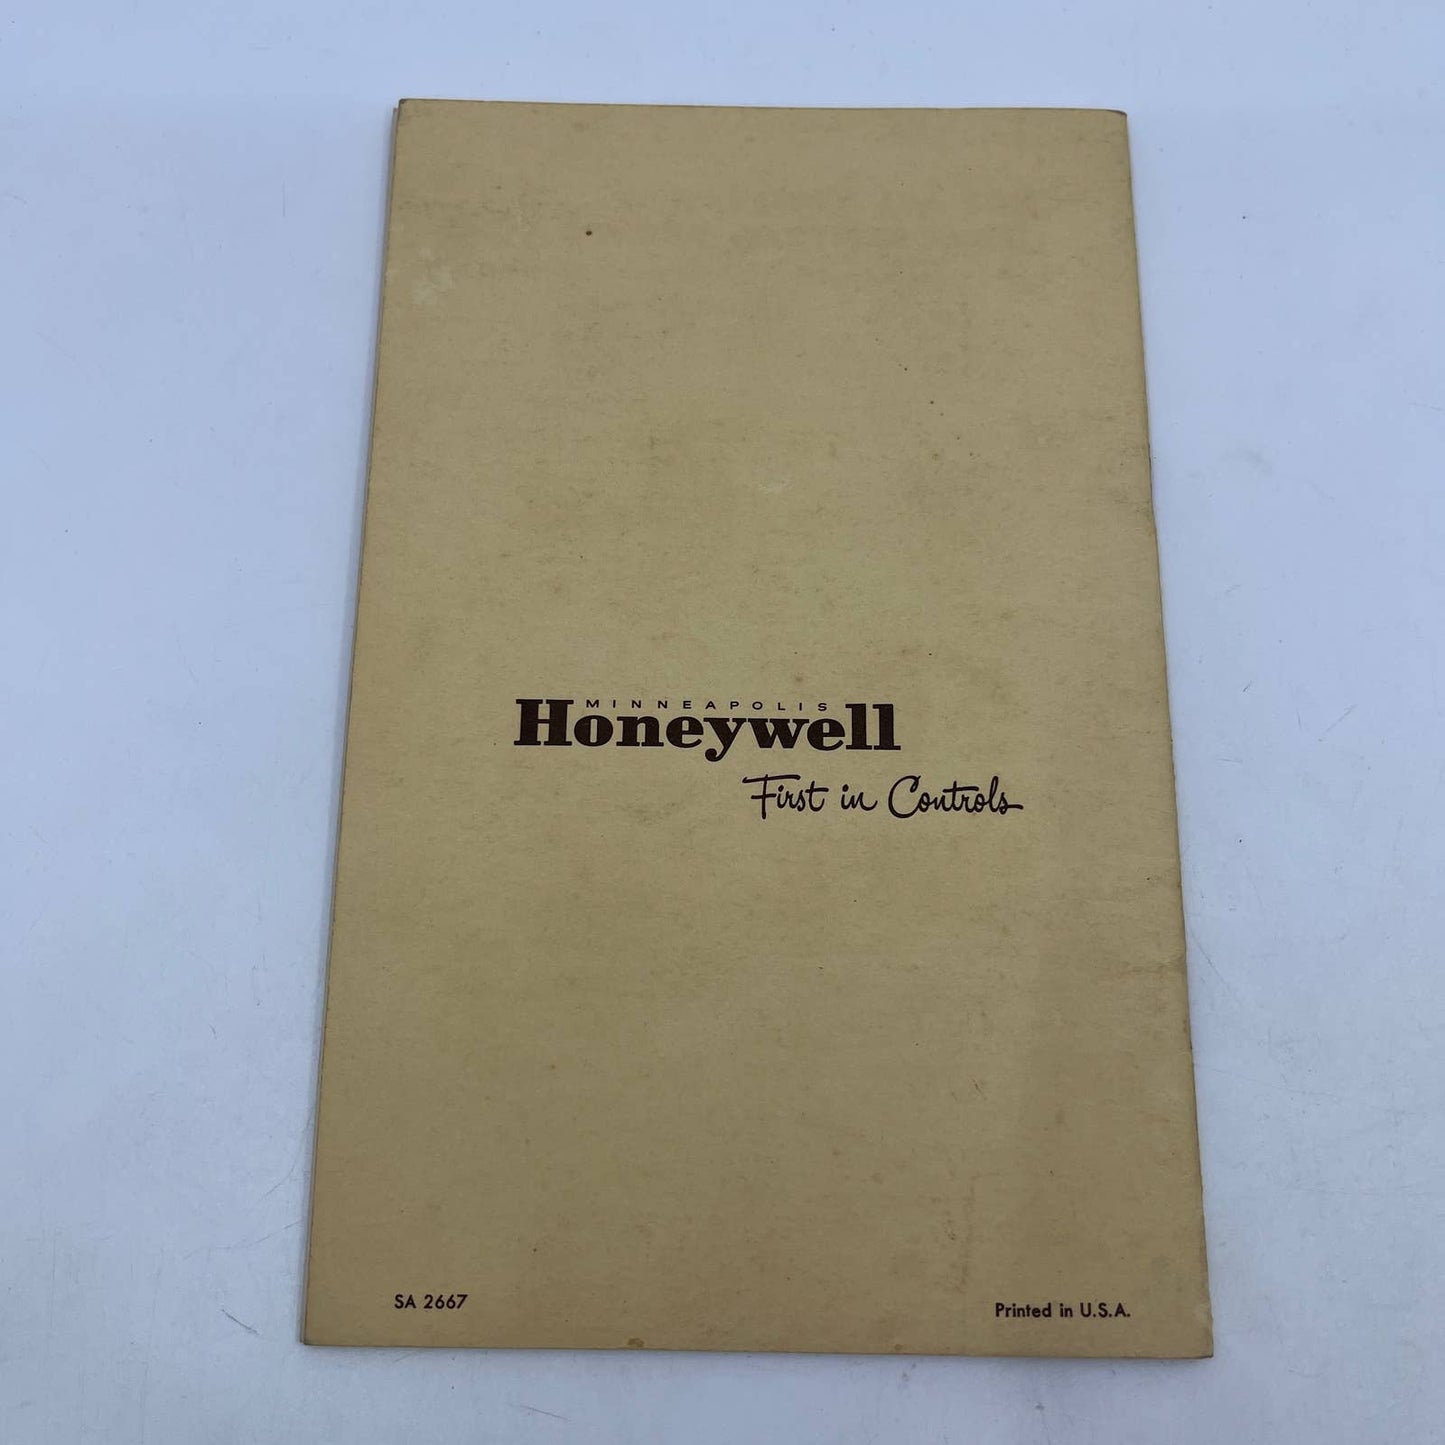 MINNEAPOLIS
Honeywell
First in Controls
SA 2667
Printed in U.S.A.